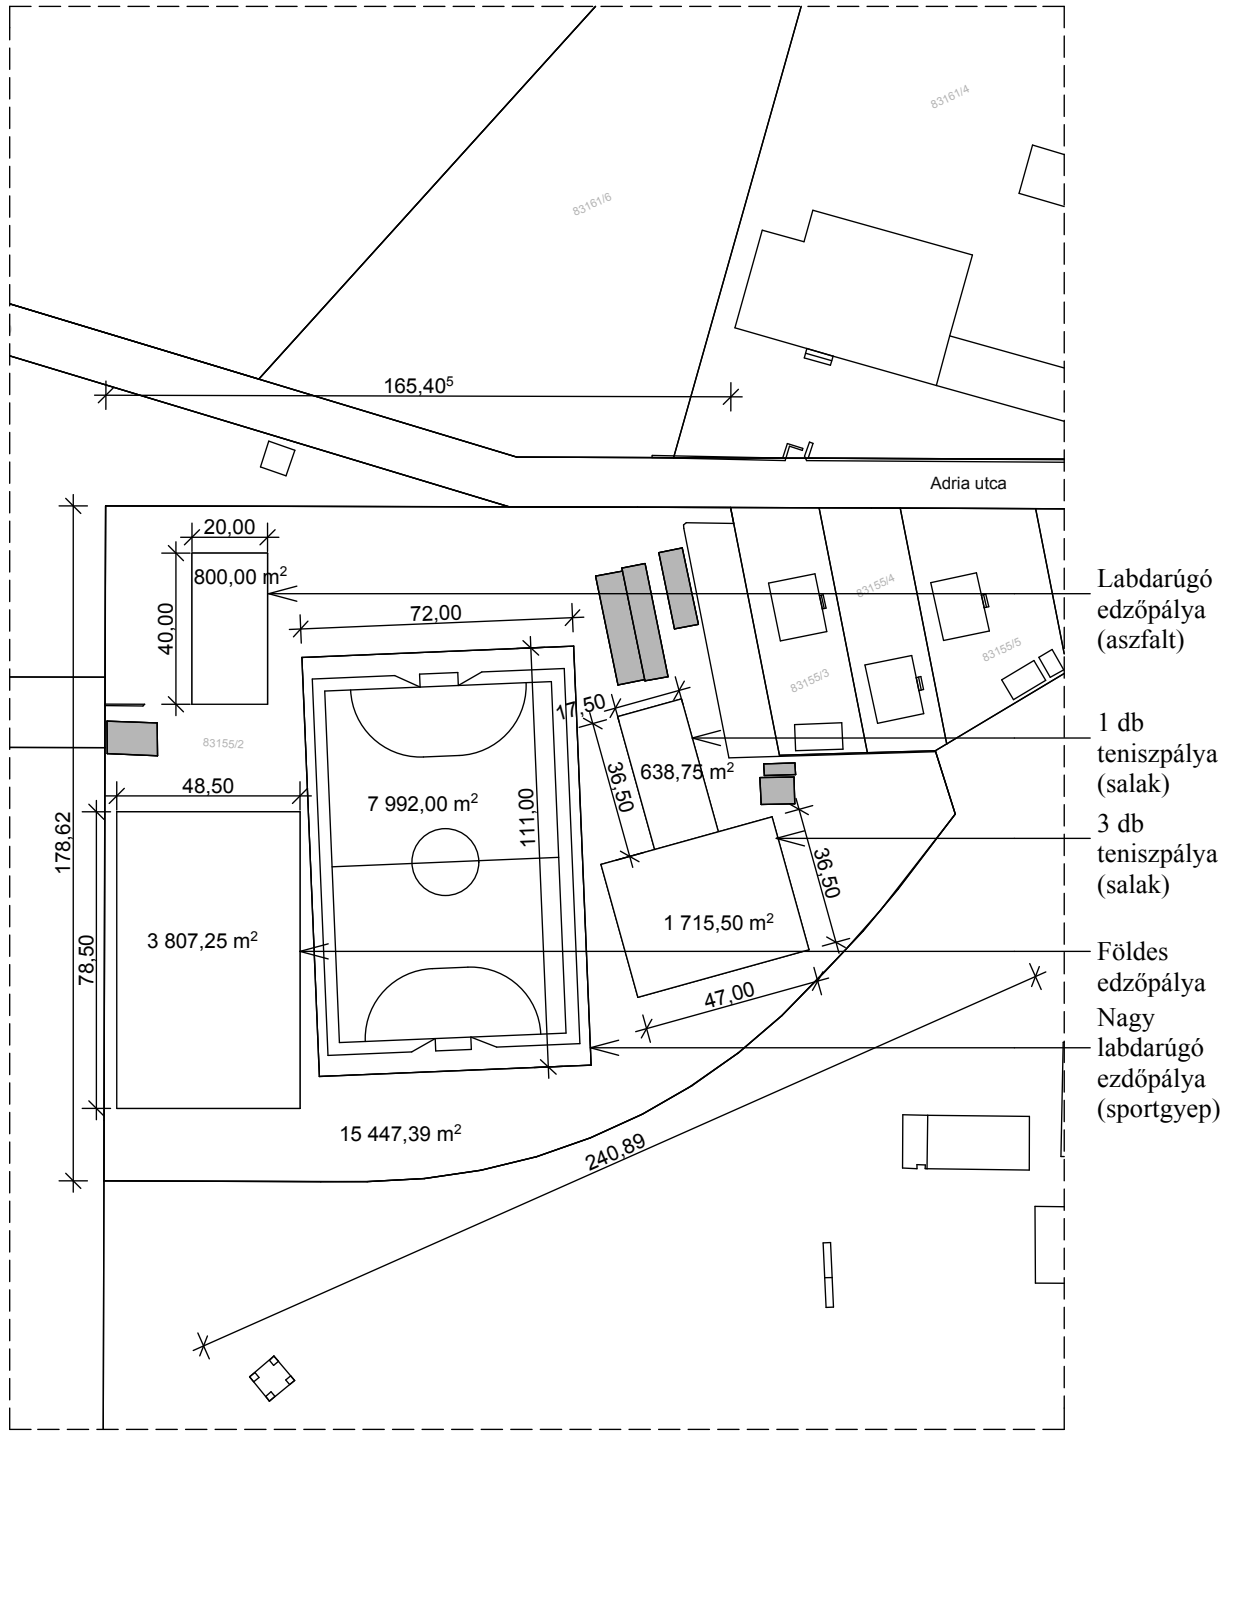 83161/4
83161/6
165,40⁵
Adria utca
20,00
800,00 m²
40,00
72,00
Labdarúgó
edzőpálya
(aszfalt)
83155/4
83155/5
83155/3
17,50
83155/2
1 db
teniszpálya
(salak)
36,50
638,75 m²
48,50
7 992,00 m²
111,00
178,62
3 db
teniszpálya
(salak)
36,50
1 715,50 m²
3 807,25 m²
78,50
Földes
edzőpálya
47,00
Nagy
labdarúgó
ezdőpálya
(sportgyep)
15 447,39 m²
240,89